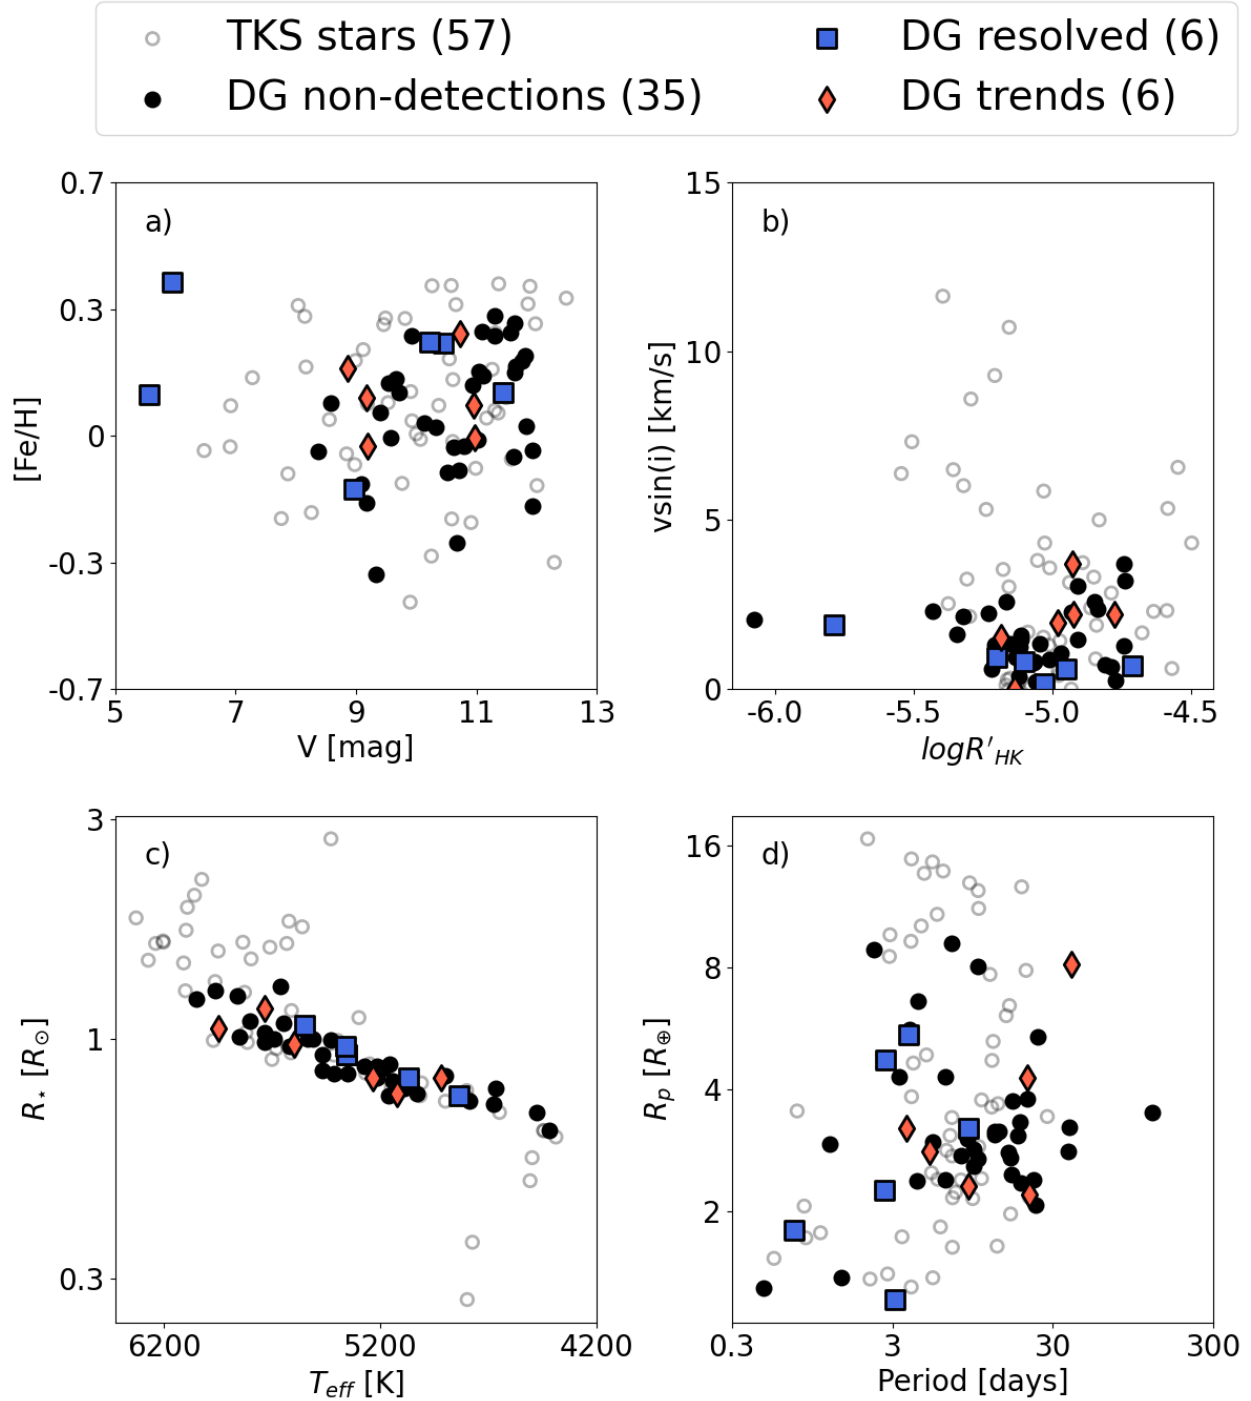 TKS stars (57)
DG resolved (6)
DG non-detections (35)
DG trends (6)
a)
0.7
0.3
0
-0.3
-0.7
[Fe/H]
5 7 9 11 13
V [mag]
b)
15
10
5
0
vsin(i) [km/s]
-6.0 -5.5 -5.0 -4.5
logR′HK
c)
3
1
0.3
R⋆ [R⊙]
6200 5200 4200
Teff [K]
d)
16
8
4
2
Rp [R⊕]
0.3 3 30 300
Period [days]